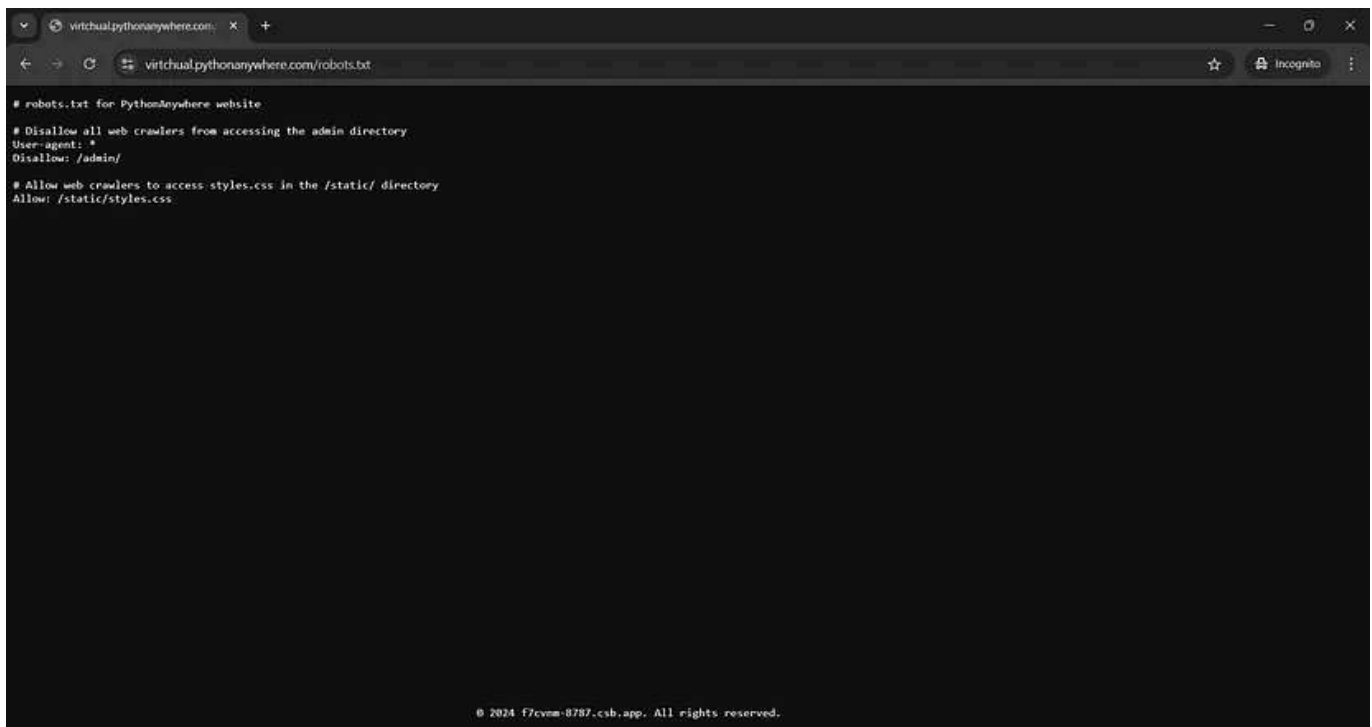 virtchual.pythonanywhere.com
virtchual.pythonanywhere.com/robots.txt
Incognito
# robots.txt for PythonAnywhere website
# Disallow all web crawlers from accessing the admin directory
User-agent: *
Disallow: /admin/
# Allow web crawlers to access styles.css in the /static/ directory
Allow: /static/styles.css
© 2024 f7cvmm-8787.csb.app. All rights reserved.